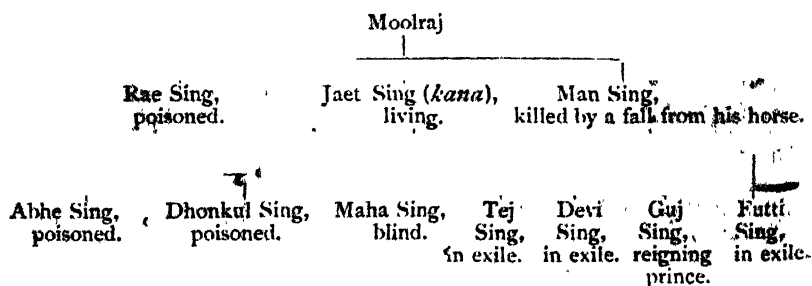 Moolraj
Rae Sing, Jaet Sing (kana), Man Sing,
poisoned. living. killed by a fall from his horse.
Abhe Sing, Dhonkul Sing, Maha Sing, Tej Devi Guj Futti
poisoned. poisoned. blind. Sing, Sing, Sing, Sing,
in exile. in exile. reigning in exile.
prince.